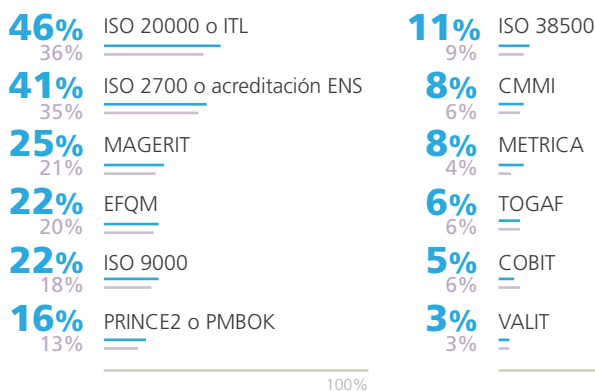 46% ISO 20000 o ITL
36%
41% ISO 2700 o acreditación ENS
35%
25% MAGERIT
21%
22% EFQM
20%
22% ISO 9000
18%
16% PRINCE2 o PMBOK
13%
100%
11% ISO 38500
9%
8% CMMI
6%
8% METRICA
4%
6% TOGAF
6%
5% COBIT
6%
3% VALIT
3%